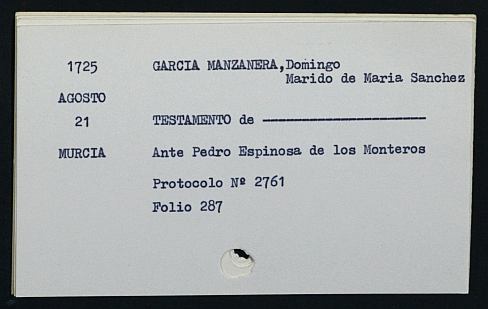 1725 GARCIA MANZANERA,Domingo
Marido de Maria Sanchez
AGOSTO
21 TESTAMENTO de ----------------------
MURCIA Ante Pedro Espinosa de los Monteros
Protocolo Nº 2761
Folio 287